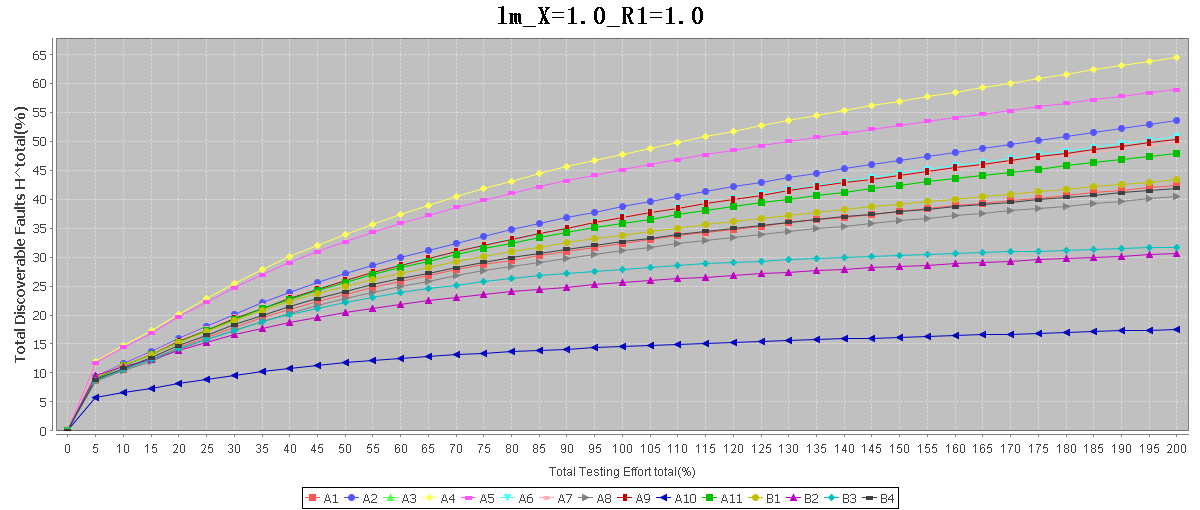 lm_X=1.0_R1=1.0
Total Discoverable Faults H^total(%)
65
60
55
50
45
40
35
30
25
20
15
10
5
0
0 5 10 15 20 25 30 35 40 45 50 55 60 65 70 75 80 85 90 95 100 105 110 115 120 125 130 135 140 145 150 155 160 165 170 175 180 185 190 195 200
Total Testing Effort total(%)
A1 A2 A3 A4 A5 A6 A7 A8 A9 A10 A11 B1 B2 B3 B4